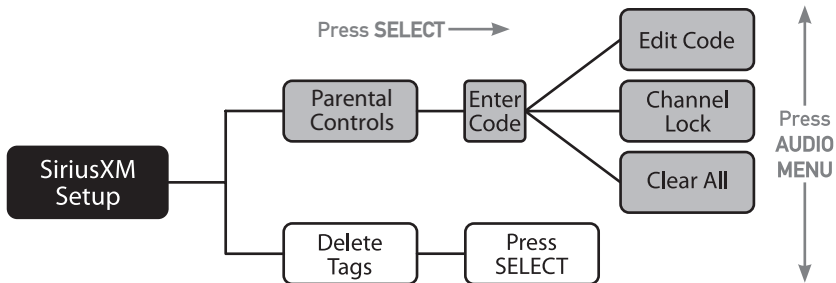 Press SELECT
Edit Code
Parental
Controls
Enter
Code
Channel
Lock
Press
AUDIO
MENU
SiriusXM
Setup
Clear All
Delete
Tags
Press
SELECT